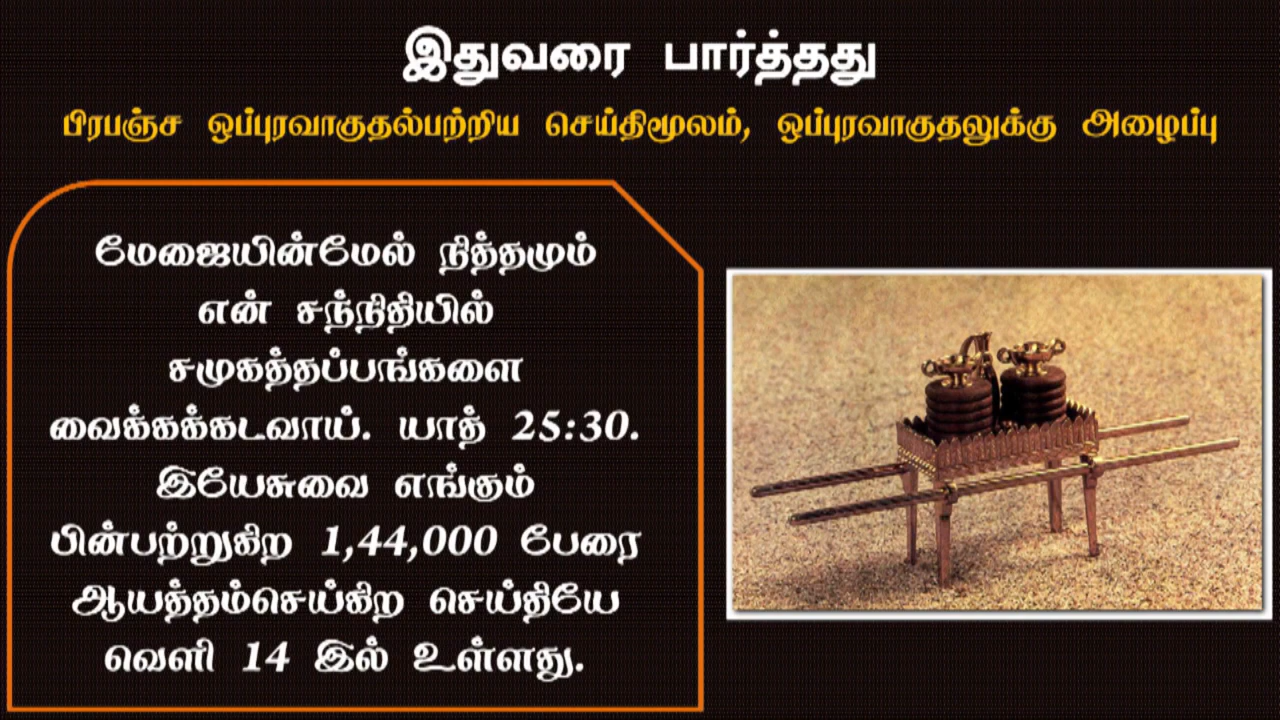 இதுவரை பார்த்தது
பிரபஞ்ச ஒப்புரவாகுதல்பற்றிய செய்திமூலம், ஒப்புரவாகுதலுக்கு அழைப்பு
மேஜையின்மேல் நித்தமும்
என் சந்நிதியில்
சமுகத்தப்பங்களை
வைக்கக்கடவாய். யாத் 25:30.
இயேசுவை எங்கும்
பின்பற்றுகிற 1,44,000 பேரை
ஆயத்தம்செய்கிற செய்தியே
வெளி 14 இல் உள்ளது.